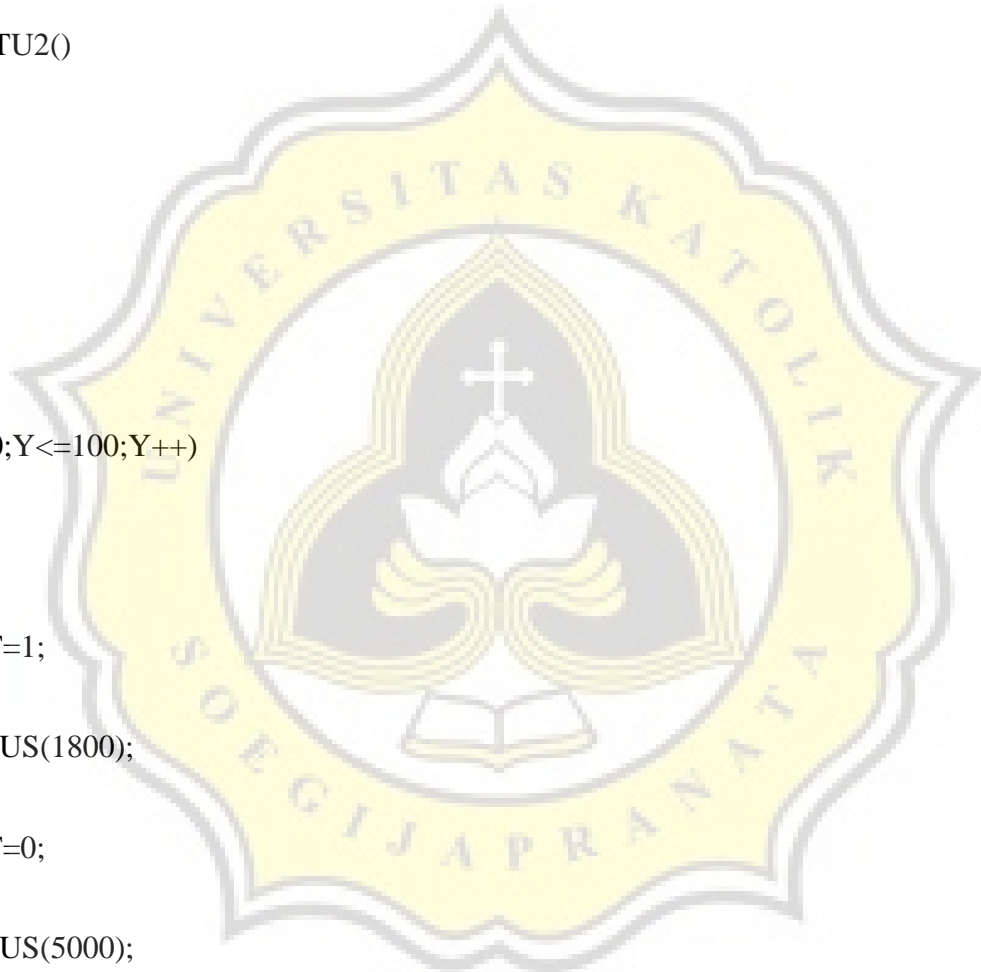 TU2()
UNIVERSITAS KATOLIK
;Y<=100;Y++)
=1;
US(1800);
SOEGIJAPRANATA
=0;
US(5000);